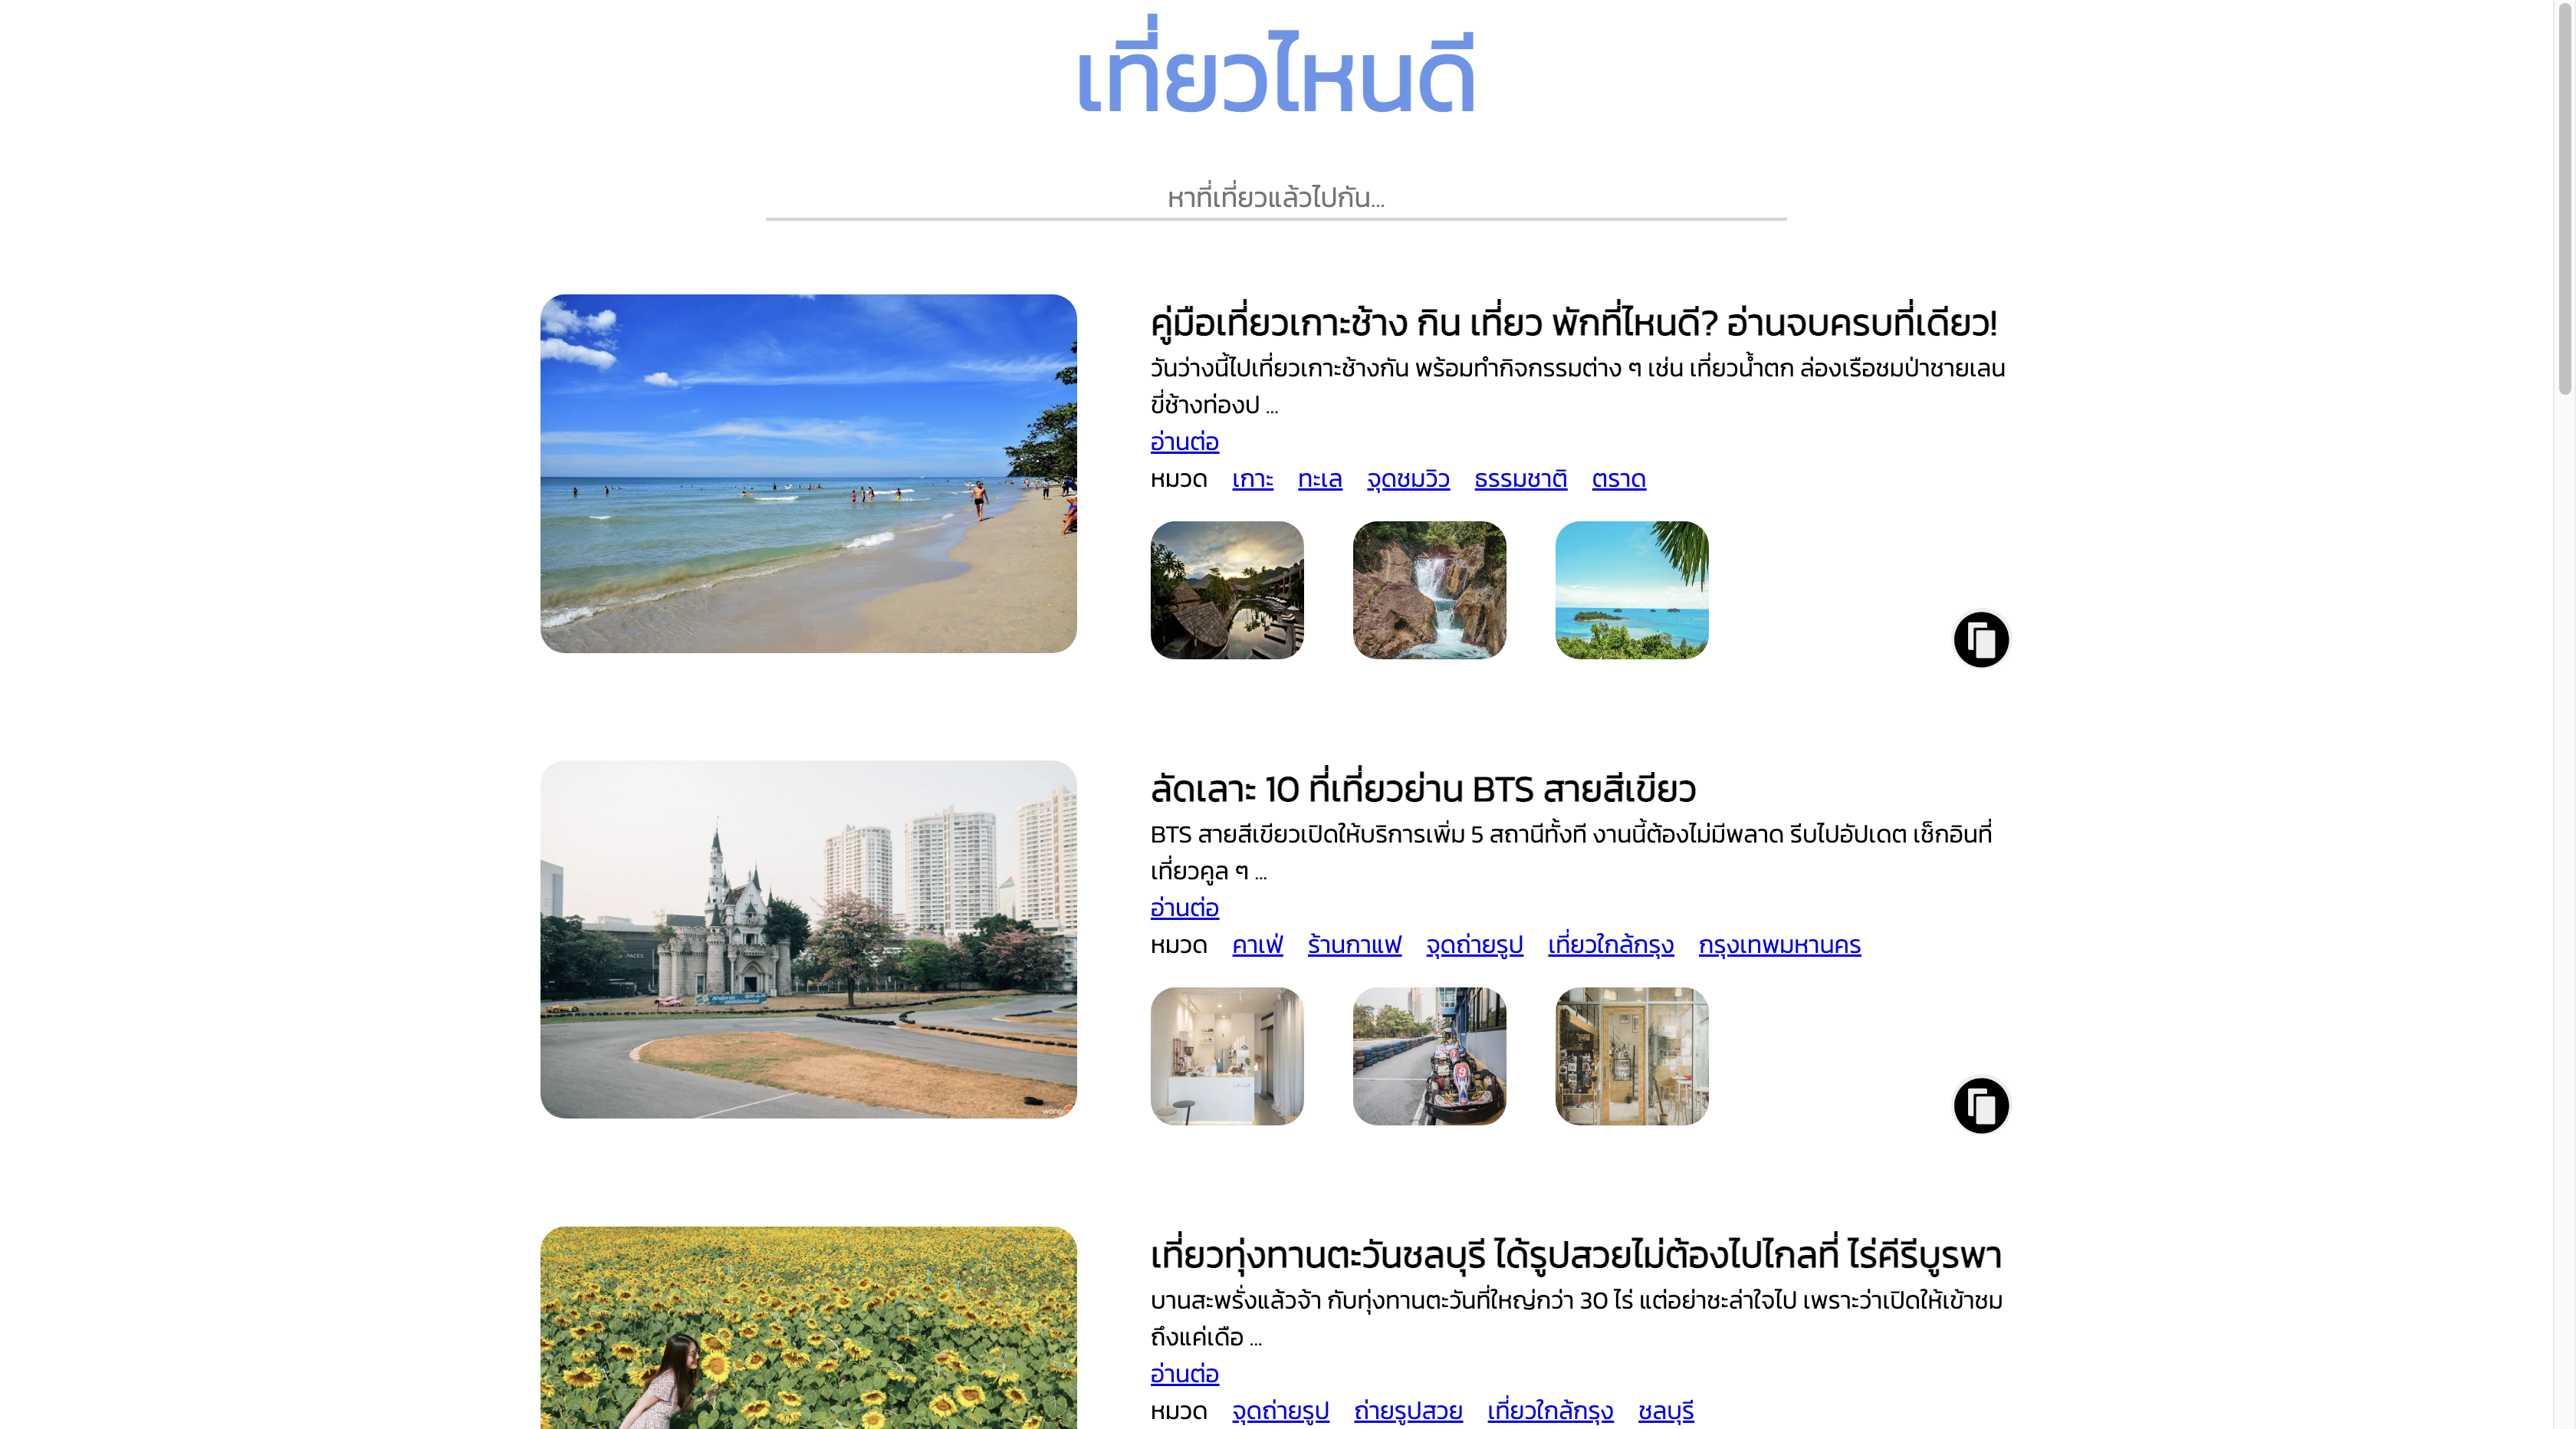 เที่ยวไหนดี
หาที่เที่ยวแล้วไปกัน...
คู่มือเที่ยวเกาะช้าง กิน เที่ยว พักที่ไหนดี? อ่านจบครบที่เดียว!
วันว่างนี้ไปเที่ยวเกาะช้างกัน พร้อมทำกิจกรรมต่าง ๆ เช่น เที่ยวน้ำตก ล่องเรือชมป่าชายเลน
ขี่ช้างท่องป ...
อ่านต่อ
หมวด เกาะ ทะเล จุดชมวิว ธรรมชาติ ตราด
ลัดเลาะ 10 ที่เที่ยวย่าน BTS สายสีเขียว
BTS สายสีเขียวเปิดให้บริการเพิ่ม 5 สถานีทั้งที งานนี้ต้องไม่มีพลาด รีบไปอัปเดต เช็กอินที่
เที่ยวคูล ๆ ...
อ่านต่อ
หมวด คาเฟ่ ร้านกาแฟ จุดถ่ายรูป เที่ยวใกล้กรุง กรุงเทพมหานคร
เที่ยวทุ่งทานตะวันชลบุรี ได้รูปสวยไม่ต้องไปไกลที่ ไร่คีรีบูรพา
บานสะพรั่งแล้วจ้า กับทุ่งทานตะวันที่ใหญ่กว่า 30 ไร่ แต่อย่าชะล่าใจไป เพราะว่าเปิดให้เข้าชม
ถึงแค่เดือ ...
อ่านต่อ
หมวด จุดถ่ายรูป ถ่ายรูปสวย เที่ยวใกล้กรุง ชลบุรี